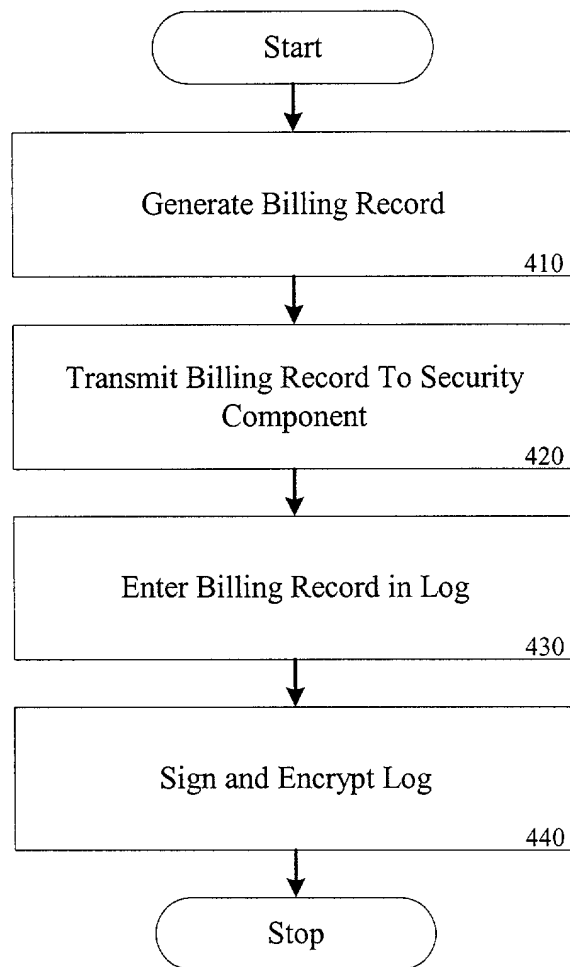 Start
Generate Billing Record
410
Transmit Billing Record To Security
Component
420
Enter Billing Record in Log
430
Sign and Encrypt Log
440
Stop